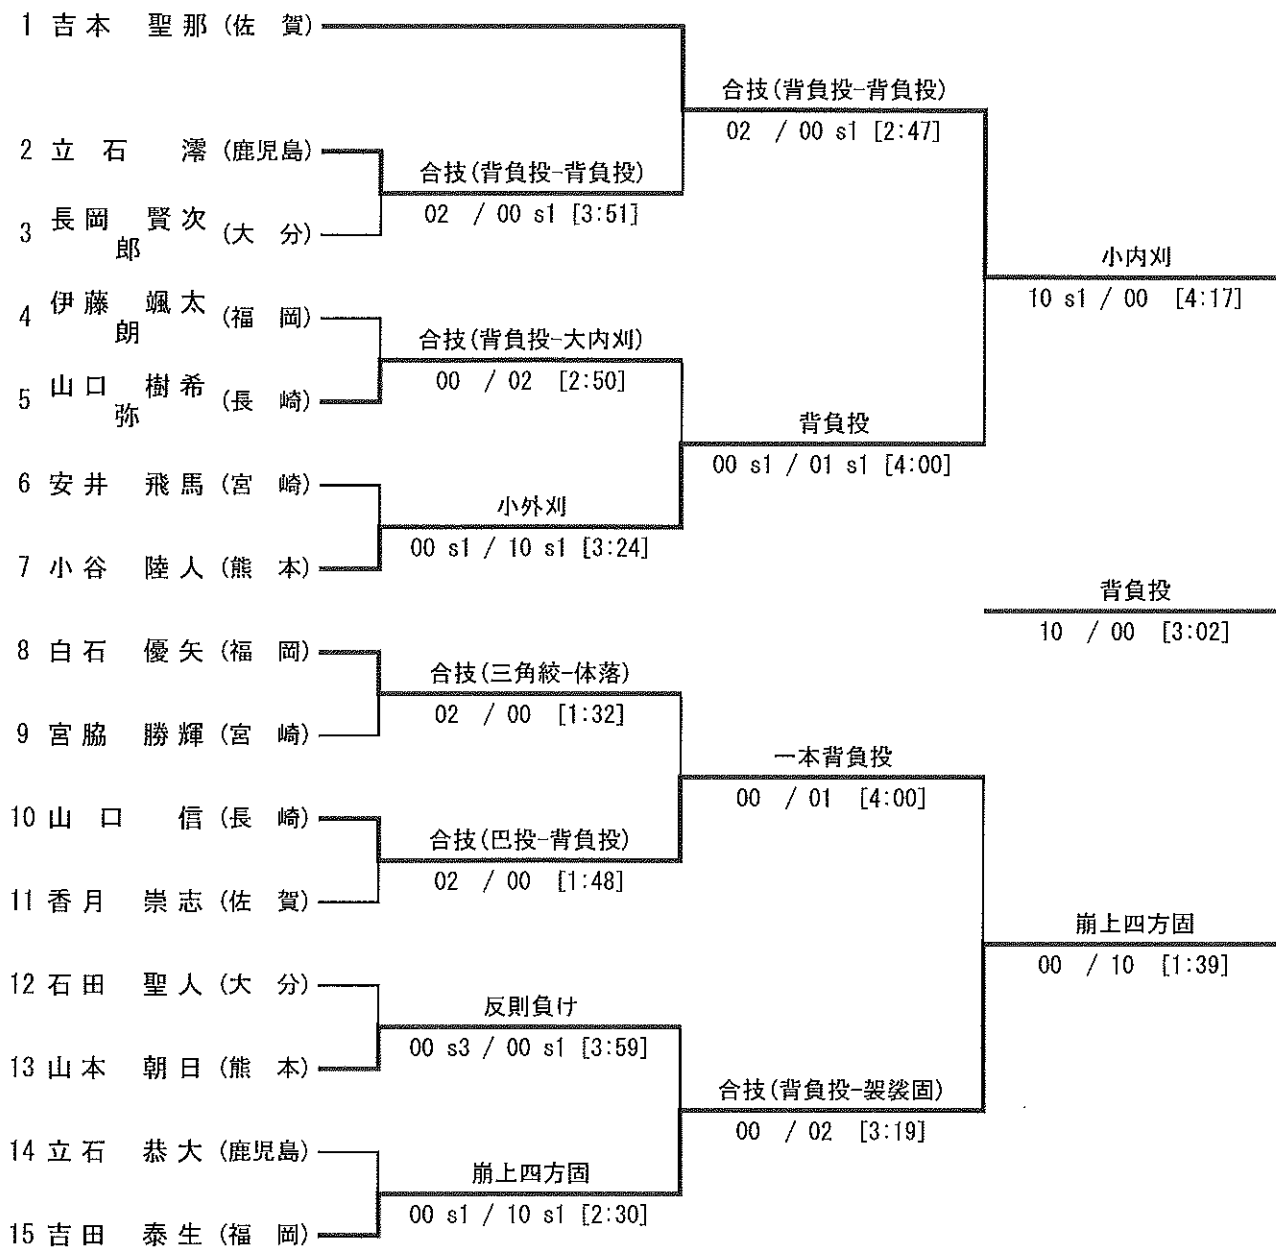 1 吉本 聖那 (佐 賀)
合技(背負投-背負投)
02 / 00 s1 [2:47]
2 立石 澪 (鹿児島)
合技(背負投-背負投)
02 / 00 s1 [3:51]
3 長岡 賢次郎 (大 分)
小内刈
10 s1 / 00 [4:17]
4 伊藤 颯太朗 (福 岡)
合技(背負投-大内刈)
00 / 02 [2:50]
5 山口 樹希弥 (長 崎)
背負投
00 s1 / 01 s1 [4:00]
6 安井 飛馬 (宮 崎)
小外刈
00 s1 / 10 s1 [3:24]
7 小谷 陸人 (熊 本)
背負投
10 / 00 [3:02]
8 白石 優矢 (福 岡)
合技(三角絞-体落)
02 / 00 [1:32]
9 宮脇 勝輝 (宮 崎)
一本背負投
00 / 01 [4:00]
10 山口 信 (長 崎)
合技(巴投-背負投)
02 / 00 [1:48]
11 香月 崇志 (佐 賀)
崩上四方固
00 / 10 [1:39]
12 石田 聖人 (大 分)
反則負け
00 s3 / 00 s1 [3:59]
13 山本 朝日 (熊 本)
合技(背負投-袈裟固)
00 / 02 [3:19]
14 立石 恭大 (鹿児島)
崩上四方固
00 s1 / 10 s1 [2:30]
15 吉田 泰生 (福 岡)